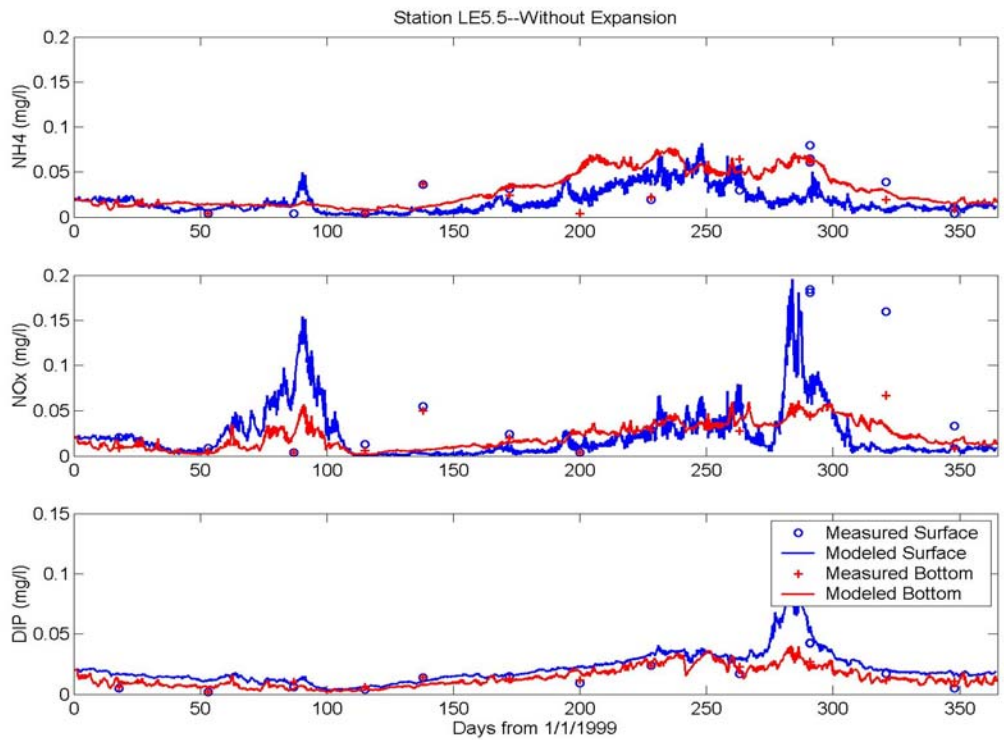 Station LE5.5--Without Expansion
0.2
0.15
0.1
0.05
0
NH4 (mg/l)
0 50 100 150 200 250 300 350
0.2
0.15
0.1
0.05
0
NOx (mg/l)
0 50 100 150 200 250 300 350
0.15
0.1
0.05
0
DIP (mg/l)
Measured Surface
Modeled Surface
Measured Bottom
Modeled Bottom
0 50 100 150 200 250 300 350
Days from 1/1/1999